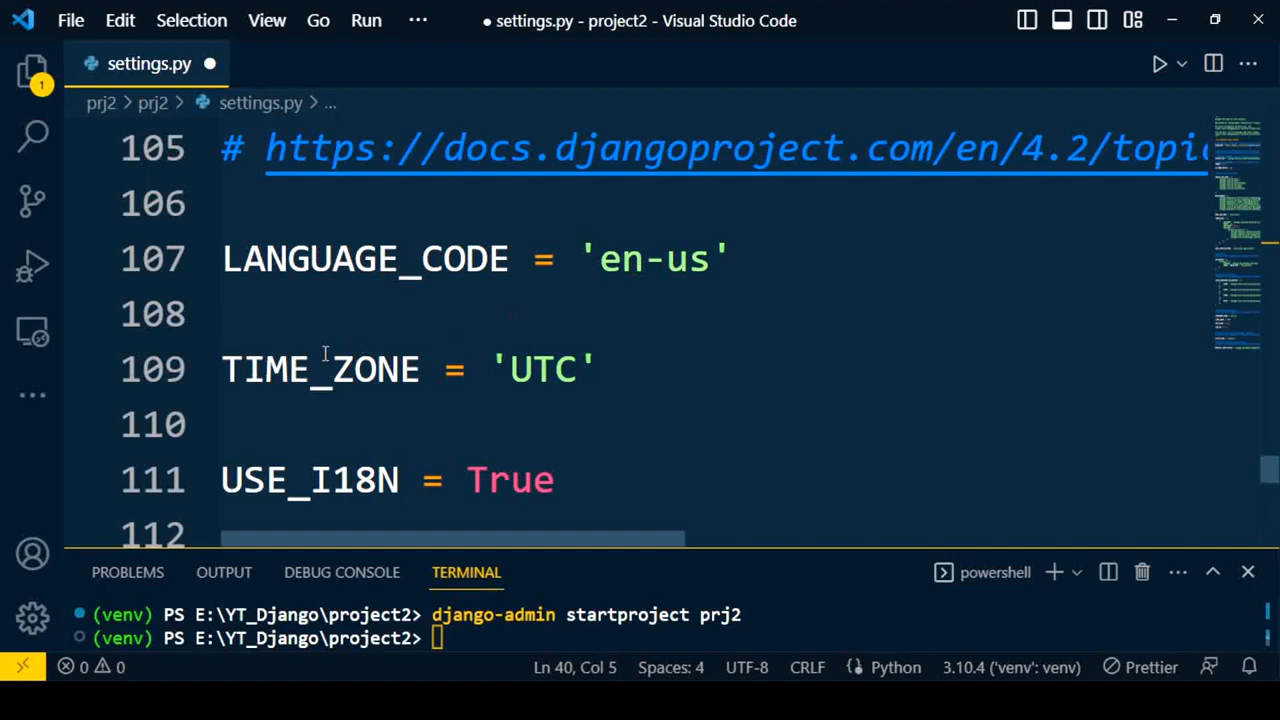 File Edit Selection View Go Run ··· ● settings.py - project2 - Visual Studio Code
settings.py ●
prj2 > prj2 > settings.py > ...
105 # https://docs.djangoproject.com/en/4.2/topic
106
107 LANGUAGE_CODE = 'en-us'
108
109 TIME_ZONE = 'UTC'
110
111 USE_I18N = True
112
1
PROBLEMS OUTPUT DEBUG CONSOLE TERMINAL powershell
(venv) PS E:\YT_Django\project2> django-admin startproject prj2
(venv) PS E:\YT_Django\project2>
0 0 Ln 40, Col 5 Spaces: 4 UTF-8 CRLF Python 3.10.4 ('venv': venv) Prettier